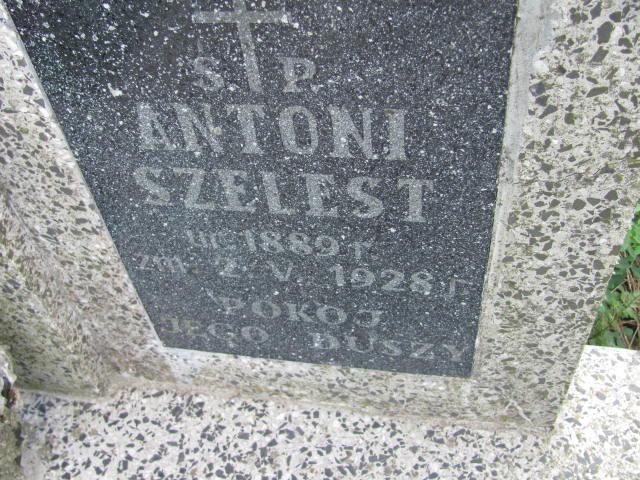 Ś. P.
ANTONI
SZELEST
ur. 1889 r.
zm. 2. V. 1928 r.
POKÓJ
JEGO DUSZY